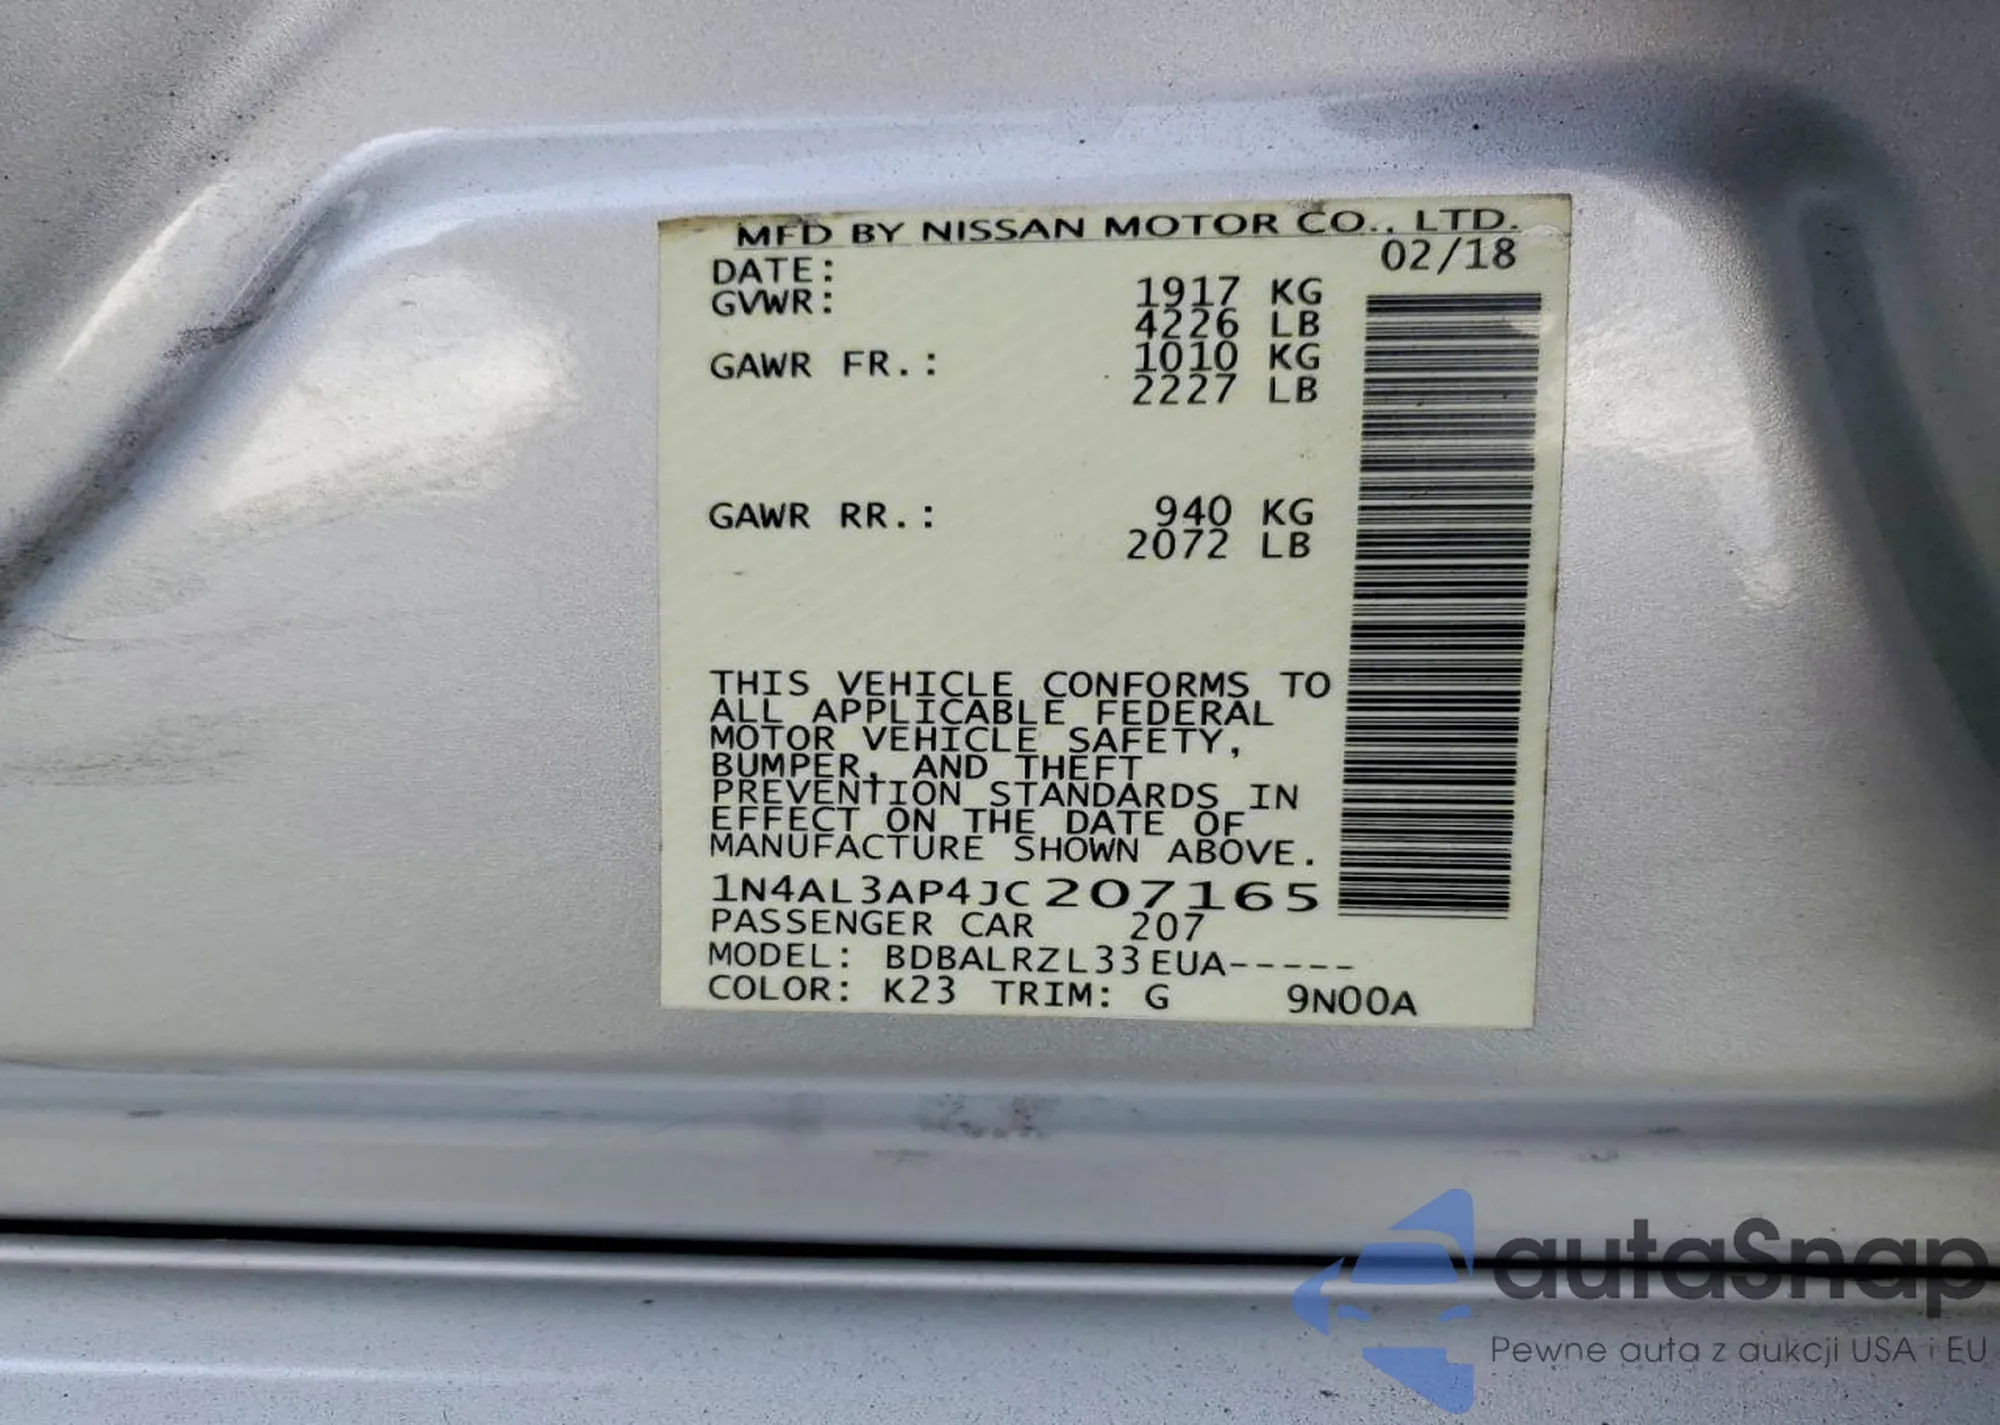 MFD BY NISSAN MOTOR CO., LTD.
DATE: 02/18
GVWR: 1917 KG
4226 LB
GAWR FR.: 1010 KG
2227 LB
GAWR RR.: 940 KG
2072 LB
THIS VEHICLE CONFORMS TO
ALL APPLICABLE FEDERAL
MOTOR VEHICLE SAFETY,
BUMPER, AND THEFT
PREVENTION STANDARDS IN
EFFECT ON THE DATE OF
MANUFACTURE SHOWN ABOVE.
1N4AL3AP4JC207165
PASSENGER CAR 207
MODEL: BDBALRZL33EUA-----
COLOR: K23 TRIM: G 9N00A
autaSnap
Pewne auta z aukcji USA i EU